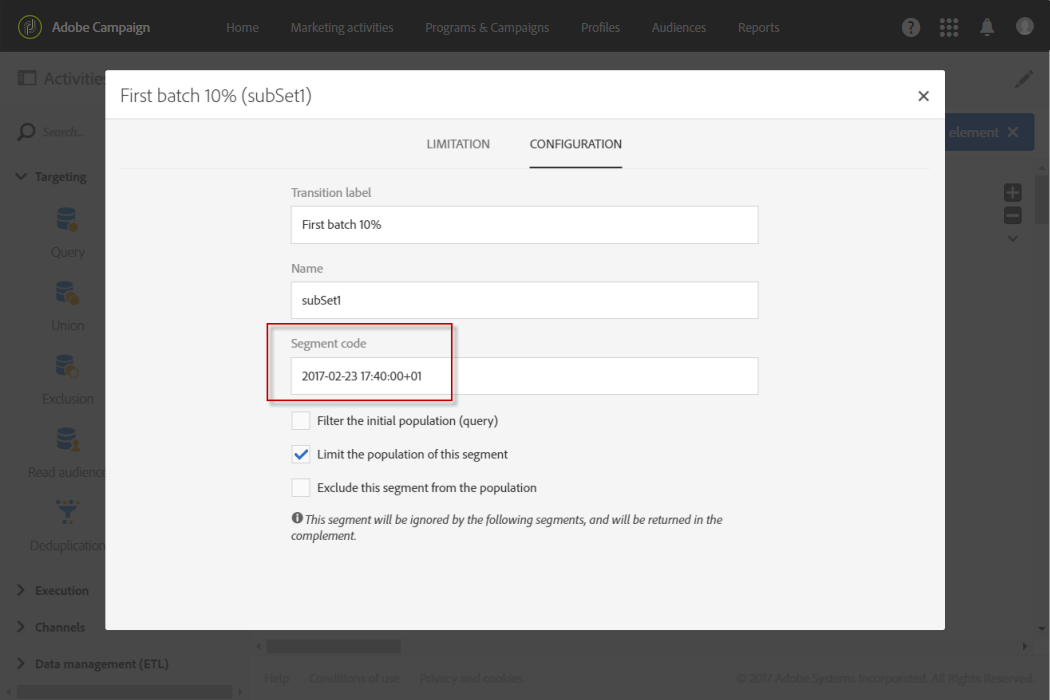 Adobe Campaign
Home Marketing activities Programs & Campaigns Profiles Audiences Reports
Activities
First batch 10% (subSet1)
Search...
element
LIMITATION CONFIGURATION
Targeting
Transition label
First batch 10%
Query
Name
subSet1
Union
Segment code
2017-02-23 17:40:00+01
Exclusion
Filter the initial population (query)
Limit the population of this segment
Read audience
Exclude this segment from the population
This segment will be ignored by the following segments, and will be returned in the
complement.
Deduplication
Execution
Channels
Data management (ETL)
Help Conditions of use Privacy and cookies © 2017 Adobe Systems Incorporated. All Rights Reserved.